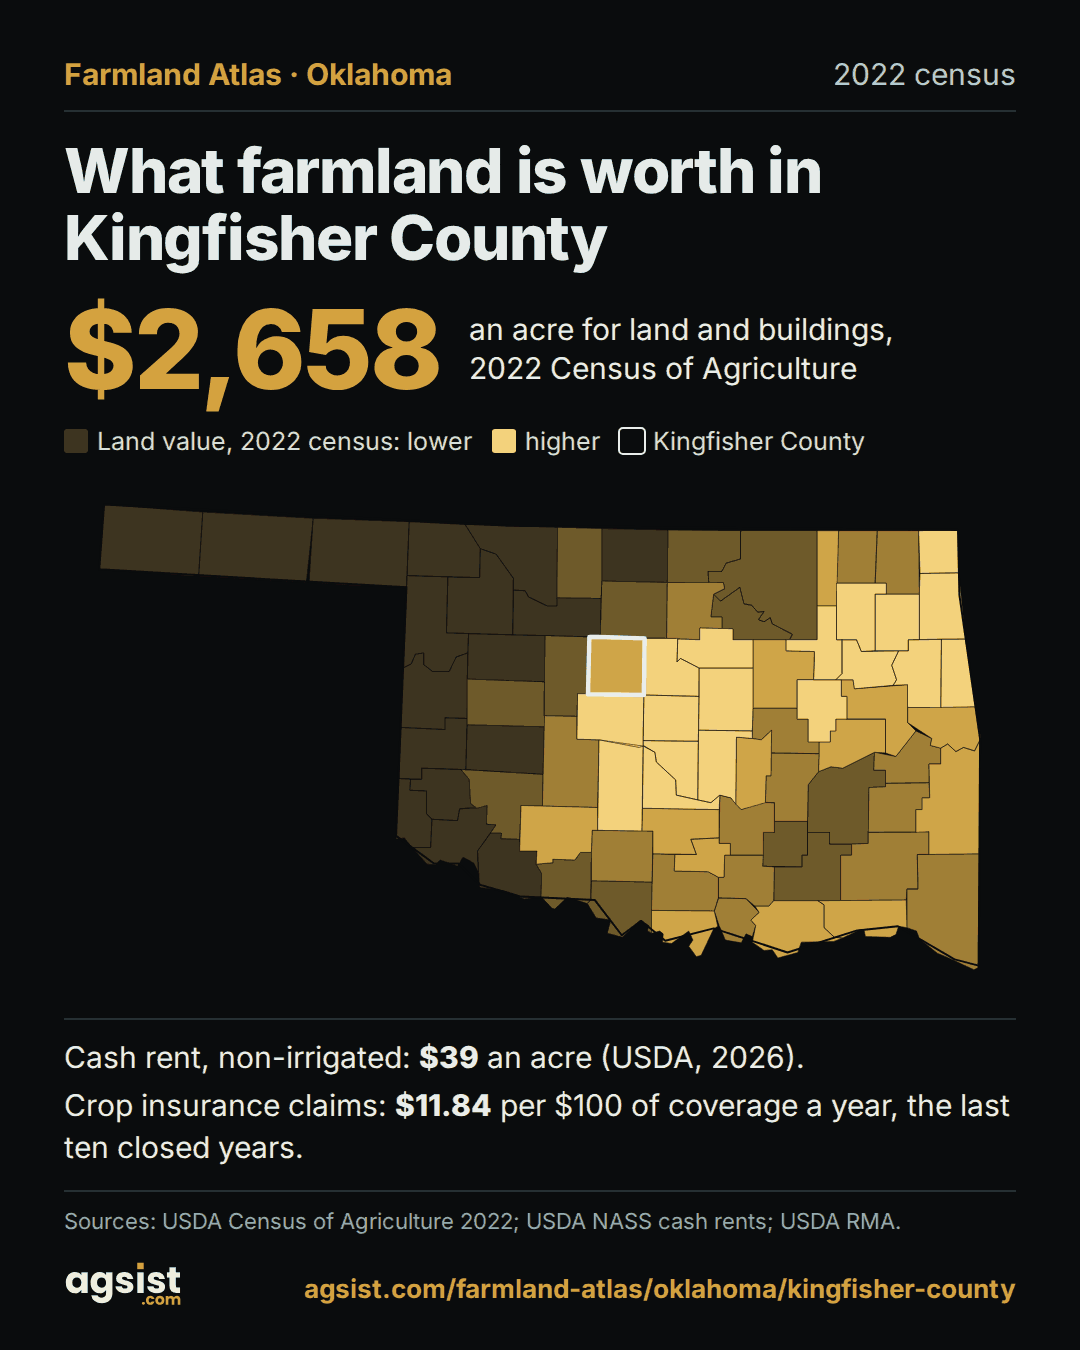 Farmland Atlas · Oklahoma
2022 census
What farmland is worth in
Kingfisher County
$2,658
an acre for land and buildings,
2022 Census of Agriculture
Land value, 2022 census: lower
higher
Kingfisher County
Cash rent, non-irrigated: $39 an acre (USDA, 2026).
Crop insurance claims: $11.84 per $100 of coverage a year, the last
ten closed years.
Sources: USDA Census of Agriculture 2022; USDA NASS cash rents; USDA RMA.
agsist
.com
agsist.com/farmland-atlas/oklahoma/kingfisher-county